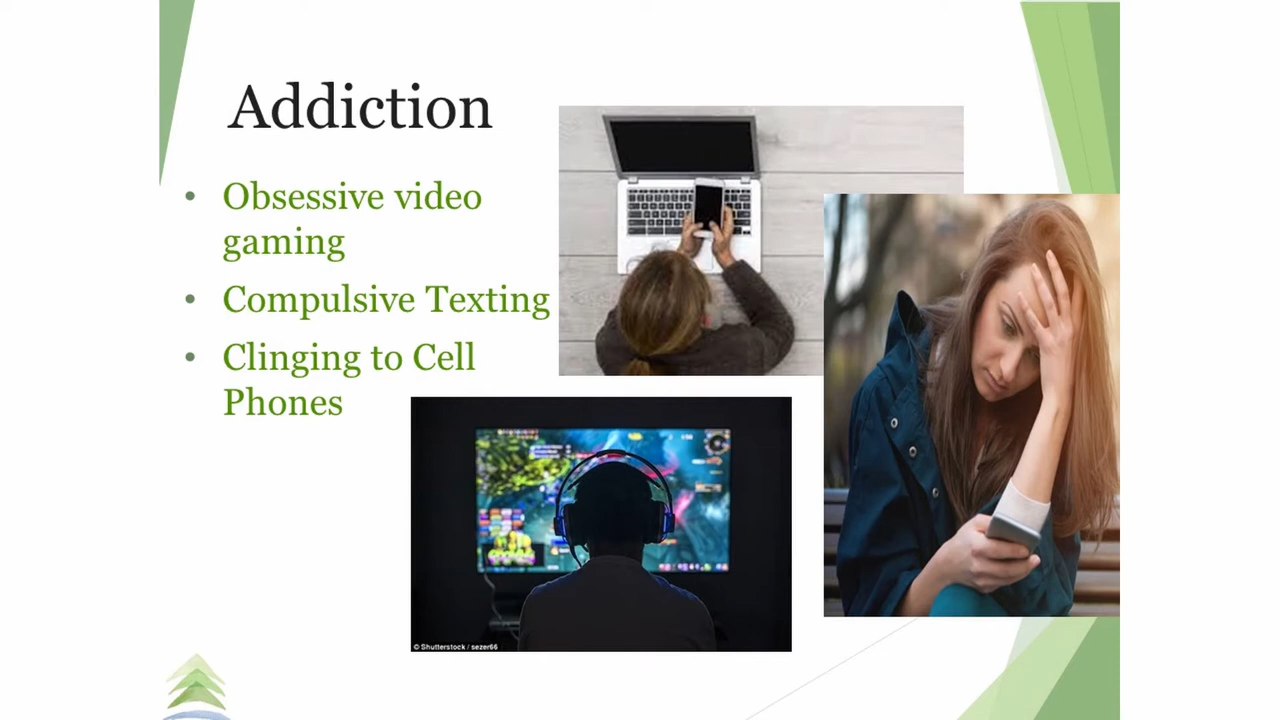 Addiction
• Obsessive video
gaming
• Compulsive Texting
• Clinging to Cell
Phones
© Shutterstock / sezer66